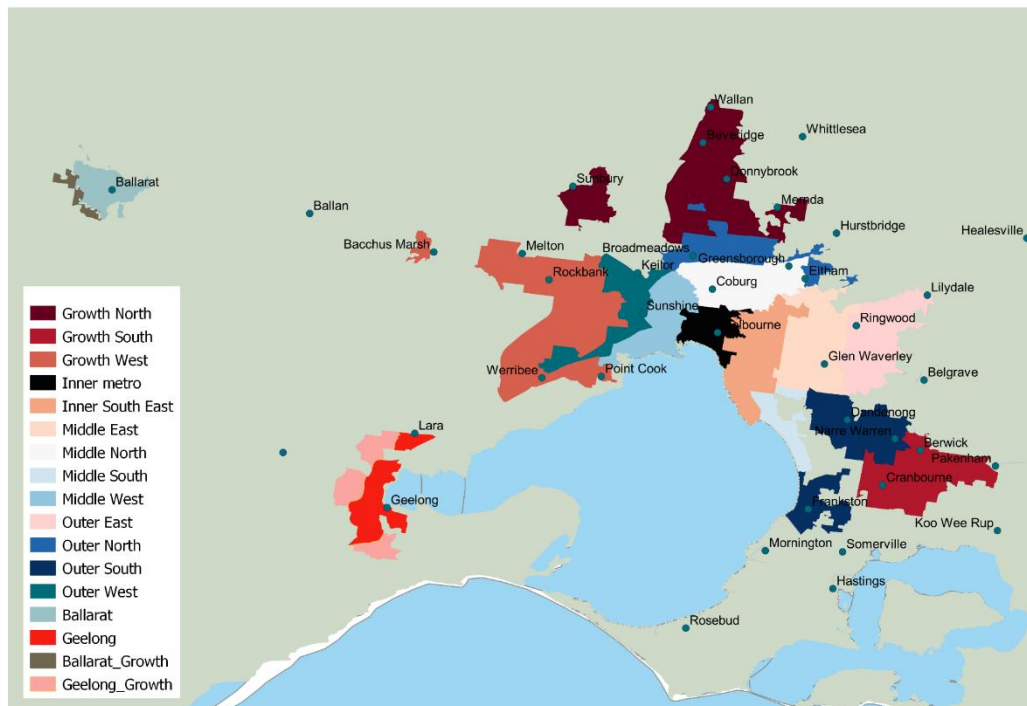 Wallan
Whittlesea
Beveridge
Donnybrook
Sunbury
Mernda
Ballarat
Ballan
Hurstbridge
Healesville
Bacchus Marsh
Melton
Broadmeadows
Greensborough
Keilor
Eltham
Rockbank
Coburg
Lilydale
Sunshine
Ringwood
elbourne
Glen Waverley
Werribee
Point Cook
Belgrave
Dandenong
Lara
Narre Warren
Berwick
Pakenham
Cranbourne
Geelong
Frankston
Koo Wee Rup
Mornington
Somerville
Hastings
Rosebud
Growth North
Growth South
Growth West
Inner metro
Inner South East
Middle East
Middle North
Middle South
Middle West
Outer East
Outer North
Outer South
Outer West
Ballarat
Geelong
Ballarat_Growth
Geelong_Growth